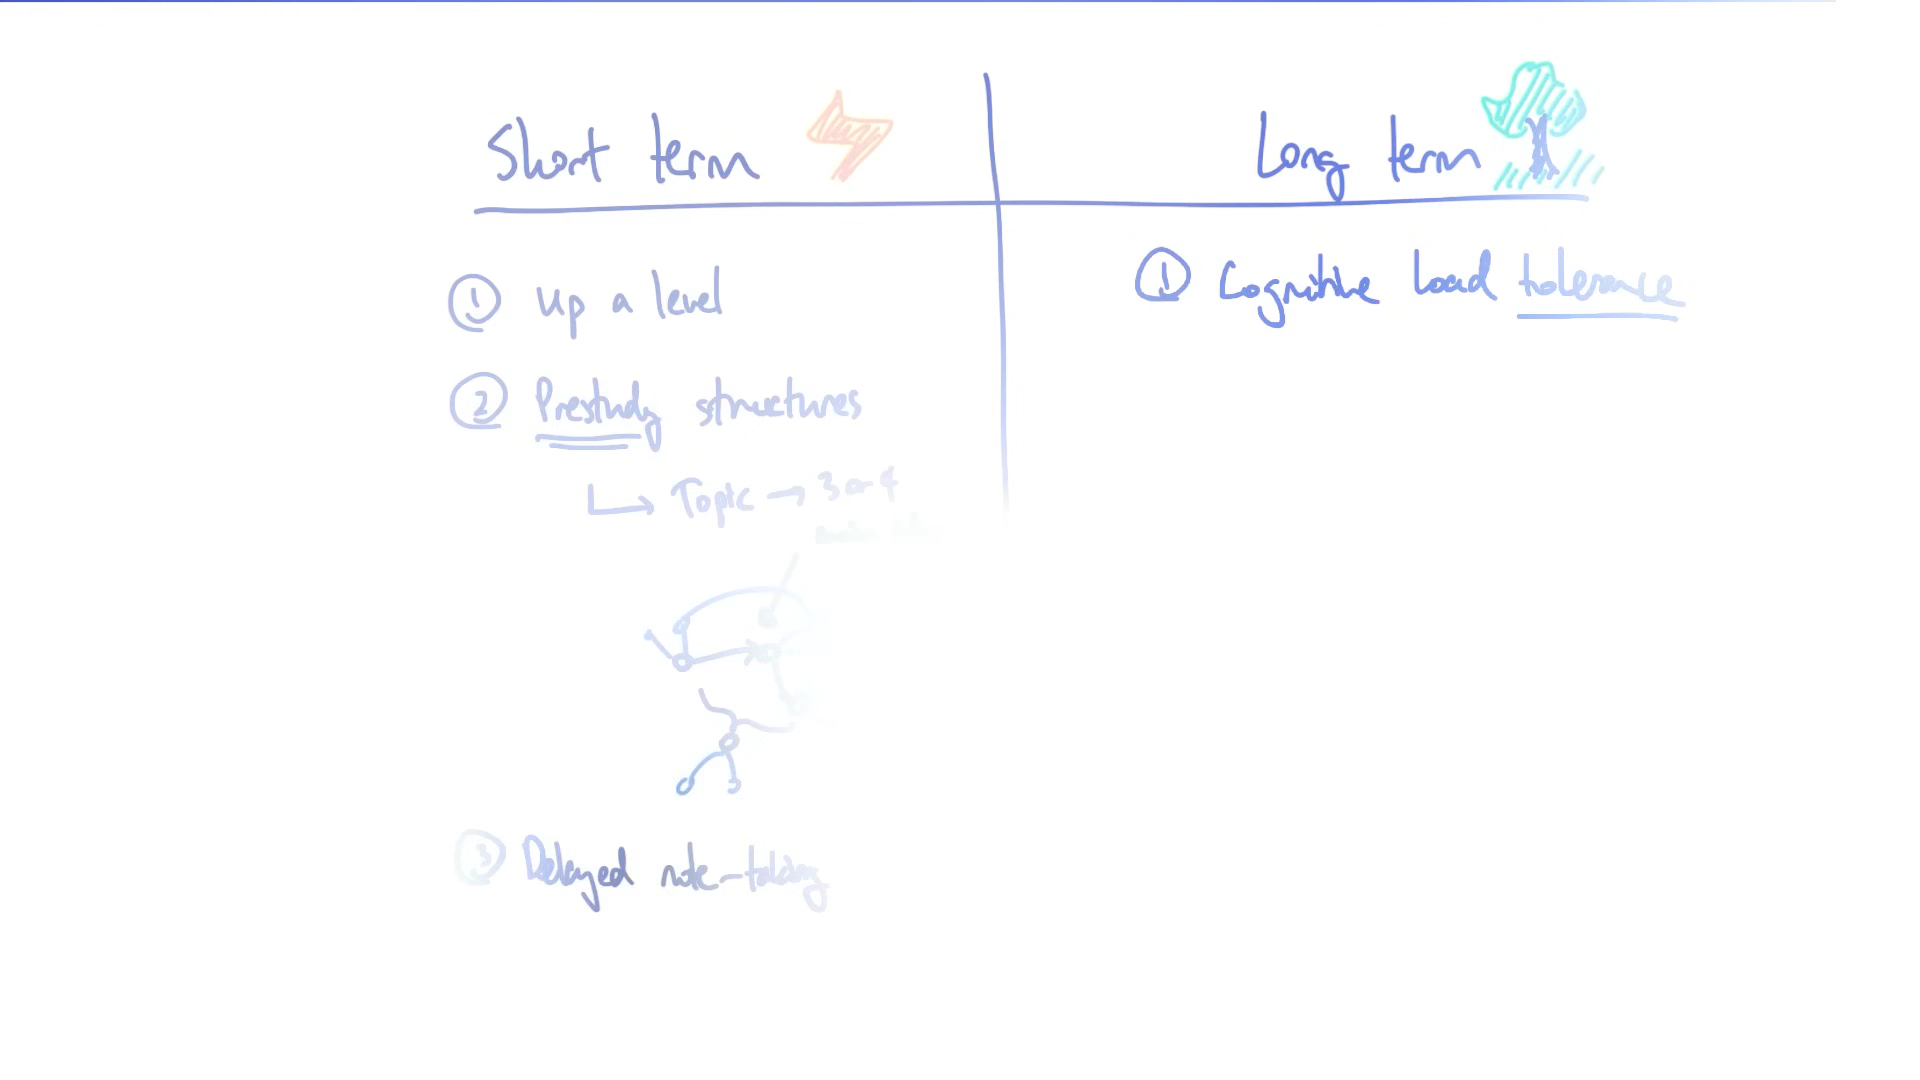 Short term
Long term
① Up a level
② Prestudy structures
↳ Topic → 3 or 4
③ Delayed note-taking
① Cognitive load tolerance